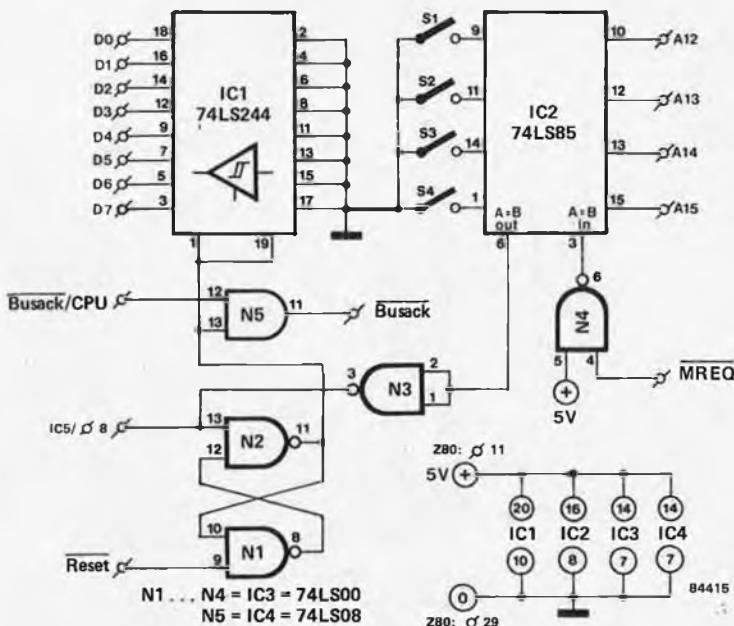 D0 18
D1 16
D2 14
D3 12
D4 9
D5 7
D6 5
D7 3
IC1
74LS244
2
4
6
8
11
13
15
17
1 19
S1 9
S2 11
S3 14
S4 1
IC2
74LS85
10 A12
12 A13
13 A14
15 A15
A=B
out
6
A=B
in
3
6
N4
5 4
+
5V
MREQ
Busack/CPU 12
13
N5
11 Busack
3
N3
2
1
IC5/ 8 13
12
N2
11
10
Reset 9
N1
8
N1 ... N4 = IC3 = 74LS00
N5 = IC4 = 74LS08
Z80: 11
5V +
20 16 14 14
IC1 IC2 IC3 IC4
10 8 7 7
0
Z80: 29
84415